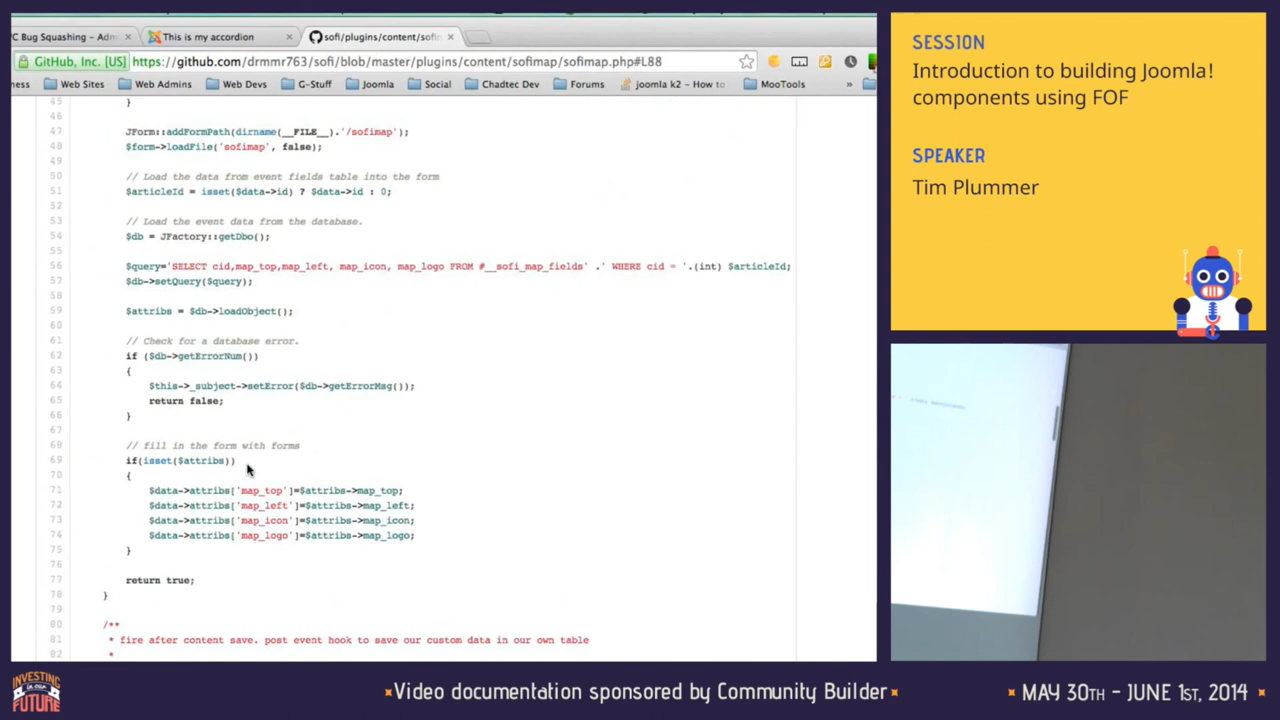 C Bug Squashing – Adm
This is my accordion
sofi/plugins/content/sofi
GitHub, Inc. [US]
https://github.com/drmmr763/sofi/blob/master/plugins/content/sofimap/sofimap.php#L88
ness
Web Sites
Web Admins
Web Devs
G-Stuff
Joomla
Social
Chadtec Dev
Forums
joomla k2 – How to
MooTools
»
45 }
46
47 JForm::addFormPath(dirname(__FILE__).'/sofimap');
48 $form->loadFile('sofimap', false);
49
50 // Load the data from event fields table into the form
51 $articleId = isset($data->id) ? $data->id : 0;
52
53 // Load the event data from the database.
54 $db = JFactory::getDbo();
55
56 $query='SELECT cid,map_top,map_left, map_icon, map_logo FROM #__sofi_map_fields' .' WHERE cid = '.(int) $articleId;
57 $db->setQuery($query);
58
59 $attribs = $db->loadObject();
60
61 // Check for a database error.
62 if ($db->getErrorNum())
63 {
64 $this->_subject->setError($db->getErrorMsg());
65 return false;
66 }
67
68 // fill in the form with forms
69 if(isset($attribs))
70 {
71 $data->attribs['map_top']=$attribs->map_top;
72 $data->attribs['map_left']=$attribs->map_left;
73 $data->attribs['map_icon']=$attribs->map_icon;
74 $data->attribs['map_logo']=$attribs->map_logo;
75 }
76
77 return true;
78 }
79
80 /**
81 * fire after content save. post event hook to save our custom data in our own table
82 *
SESSION
Introduction to building Joomla!
components using FOF
SPEAKER
Tim Plummer
INVESTING
IN OUR
FUTURE
Video documentation sponsored by Community Builder
MAY 30TH - JUNE 1ST, 2014